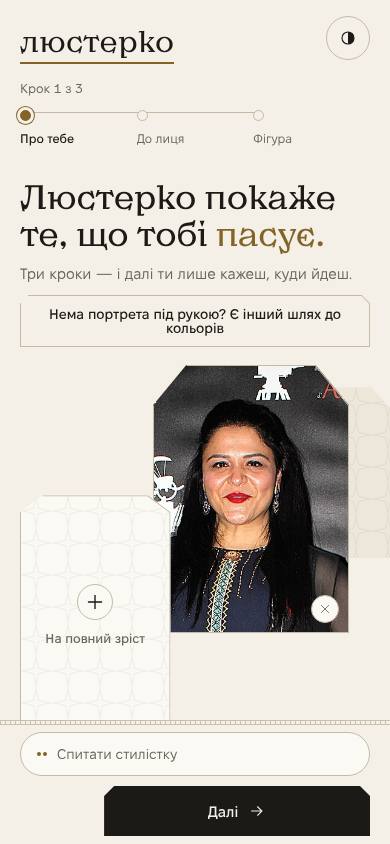 люстерко
Крок 1 з 3
Про тебе
До лиця
Фігура
Люстерко покаже
те, що тобі пасує.
Три кроки — і далі ти лише кажеш, куди йдеш.
Нема портрета під рукою? Є інший шлях до
кольорів
На повний зріст
Спитати стилістку
Далі →